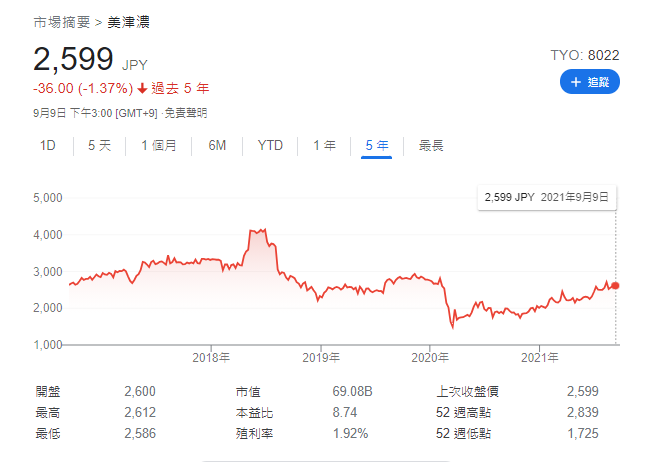 市場摘要 > 美津濃
2,599 JPY
TYO: 8022
-36.00 (-1.37%) 過去 5 年
+ 追蹤
9月9日 下午3:00 [GMT+9] ·免責聲明
1D 5 天 1 個月 6M YTD 1 年 5 年 最長
2,599 JPY 2021年9月9日
5,000
4,000
3,000
2,000
1,000
2018年 2019年 2020年 2021年
開盤 2,600 市值 69.08B 上次收盤價 2,599
最高 2,612 本益比 8.74 52 週高點 2,839
最低 2,586 殖利率 1.92% 52 週低點 1,725